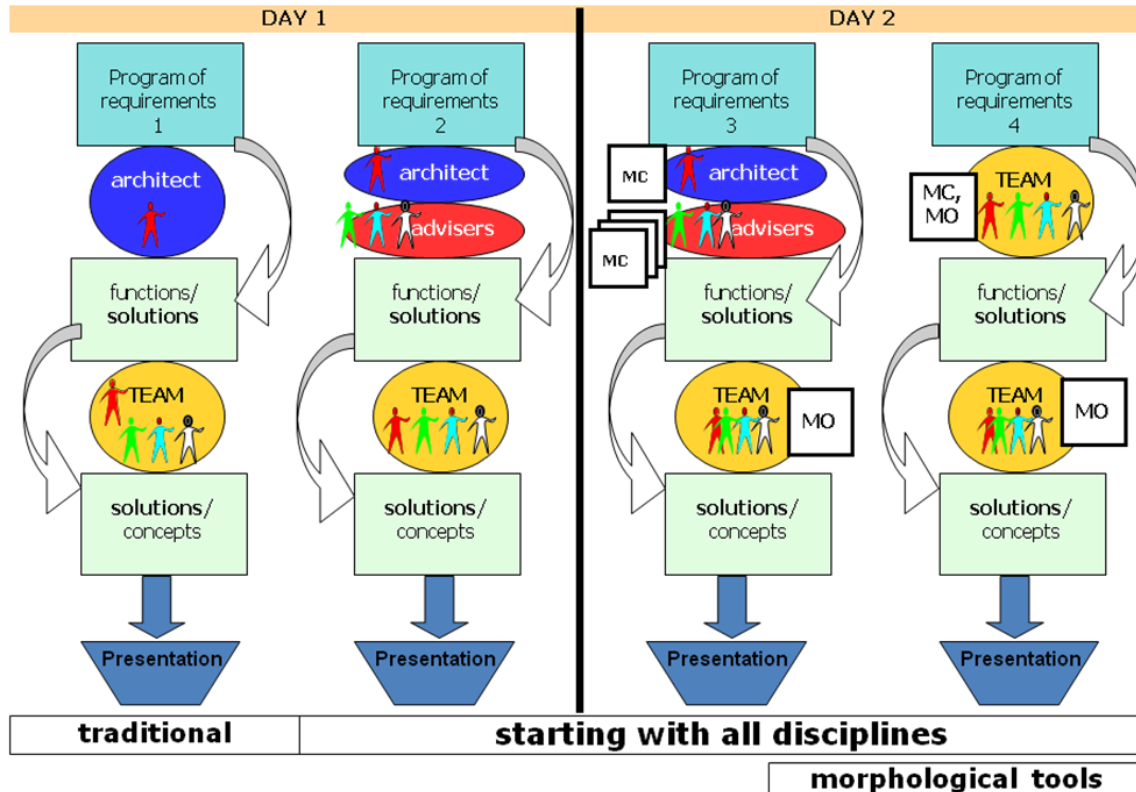 DAY 1
DAY 2
Program of
requirements
1
Program of
requirements
2
Program of
requirements
3
Program of
requirements
4
architect
architect
advisers
MC
architect
MC
advisers
MC,
MO
TEAM
functions/
solutions
functions/
solutions
functions/
solutions
functions/
solutions
TEAM
TEAM
TEAM
MO
TEAM
MO
solutions/
concepts
solutions/
concepts
solutions/
concepts
solutions/
concepts
Presentation
Presentation
Presentation
Presentation
traditional
starting with all disciplines
morphological tools